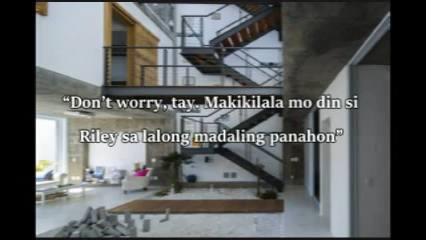 “Don't worry, tay. Makikilala mo din si
Riley sa lalong madaling panahon”